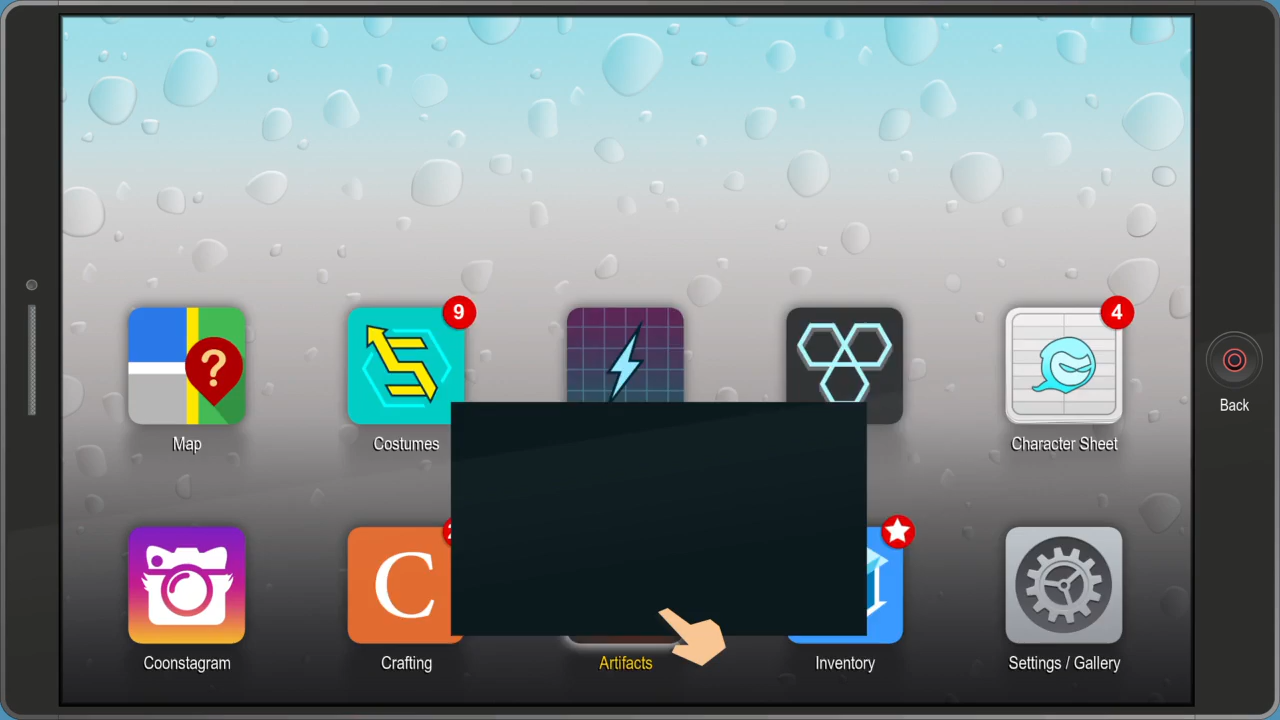 9
4
?
Map
Costumes
Character Sheet
Back
C
Coonstagram
Crafting
Artifacts
Inventory
Settings / Gallery